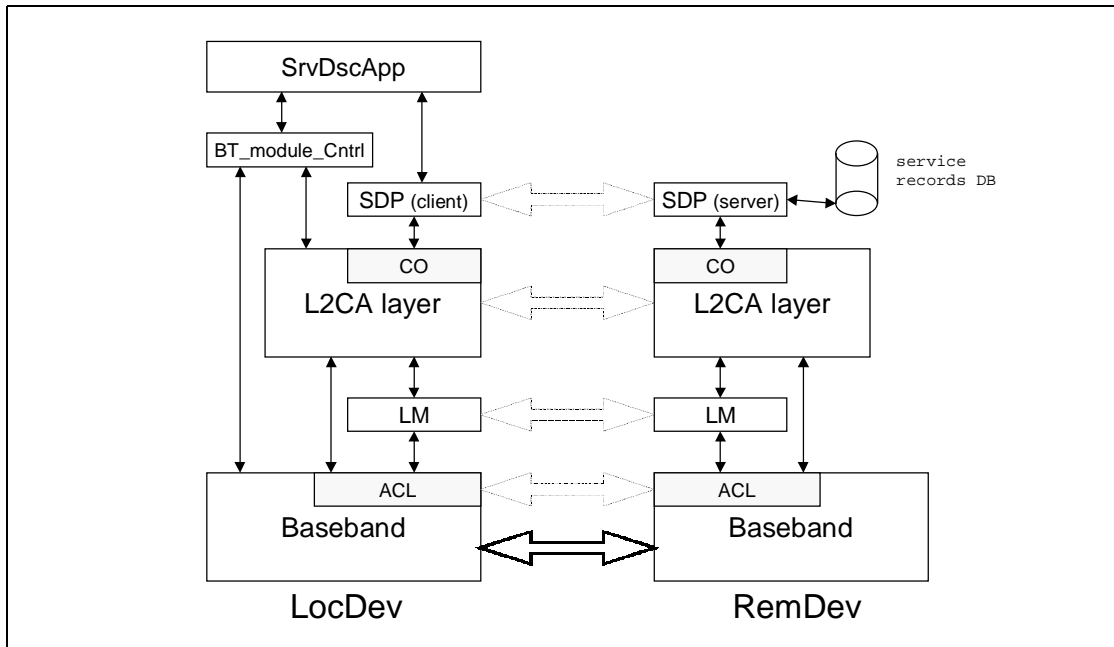 SrvDscApp
BT_module_Cntrl
service
records DB
SDP (client)
SDP (server)
CO
CO
L2CA layer
L2CA layer
LM
LM
ACL
ACL
Baseband
Baseband
LocDev
RemDev